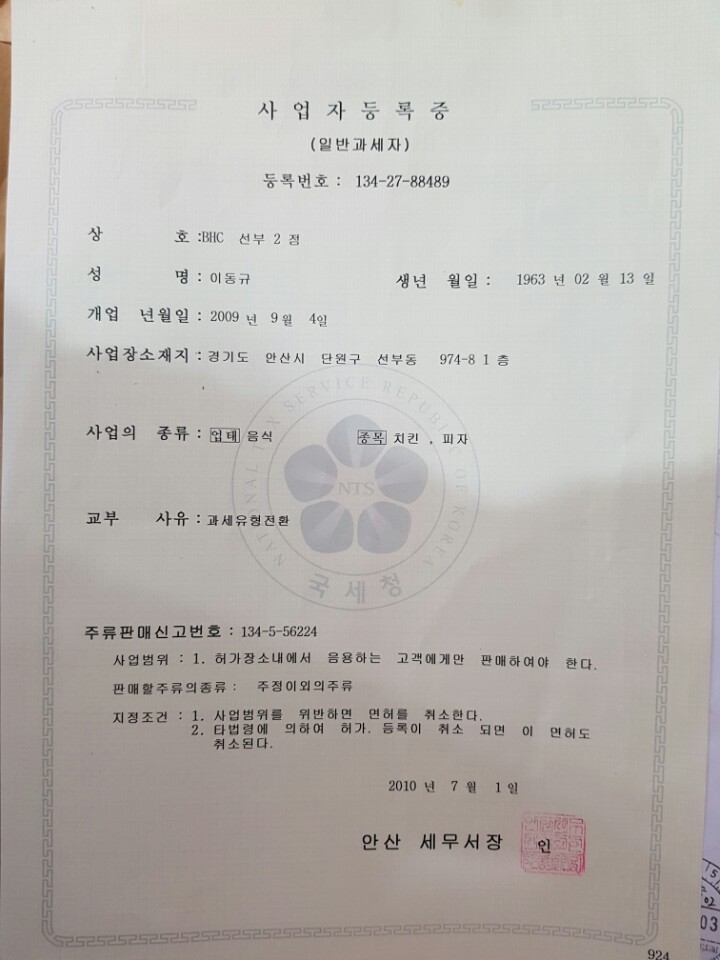 사업자등록증
(일반과세자)
등록번호 : 134-27-88489
상 호 : BHC 선부 2 점
성 명 : 이동규 생년 월일 : 1963 년 02 월 13 일
개업 년월일 : 2009 년 9 월 4 일
사업장소재지 : 경기도 안산시 단원구 선부동 974-8 1 층
사업의 종류 : 업태 음식 종목 치킨 , 피자
NATIONAL TAX SERVICE REPUBLIC OF KOREA
NTS
국세청
교부 사유 : 과세유형전환
주류판매신고번호 : 134-5-56224
사업범위 : 1. 허가장소내에서 음용하는 고객에게만 판매하여야 한다.
판매할주류의종류 : 주정이외의주류
지정조건 : 1. 사업범위를 위반하면 면허를 취소한다.
2. 타법령에 의하여 허가. 등록이 취소 되면 이 면허도
취소된다.
2010 년 7 월 1 일
안산 세무서장 인
924